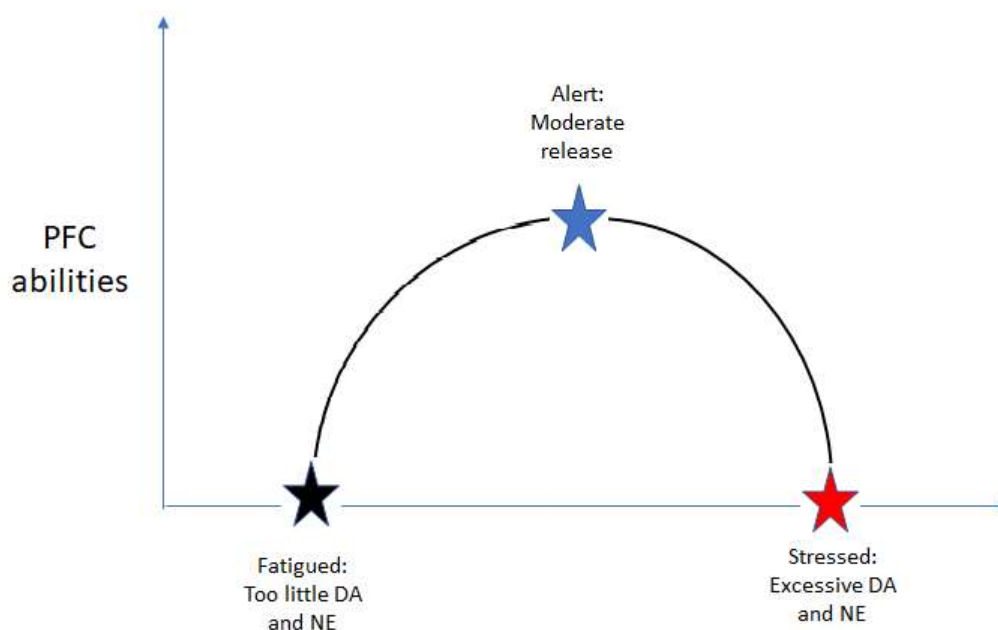 Alert:
Moderate
release
PFC
abilities
Fatigued:
Too little DA
and NE
Stressed:
Excessive DA
and NE